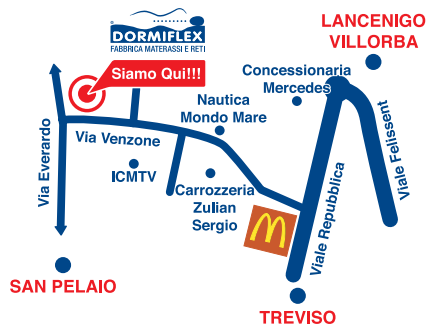 DORMIFLEX
FABBRICA MATERASSI E RETI
Siamo Qui!!!
LANCENIGO
VILLORBA
Concessionaria
Mercedes
Nautica
Mondo Mare
Via Everardo
Via Venzone
ICMTV
Carrozzeria
Zulian
Sergio
Viale Repubblica
Viale Felissent
SAN PELAIO
TREVISO